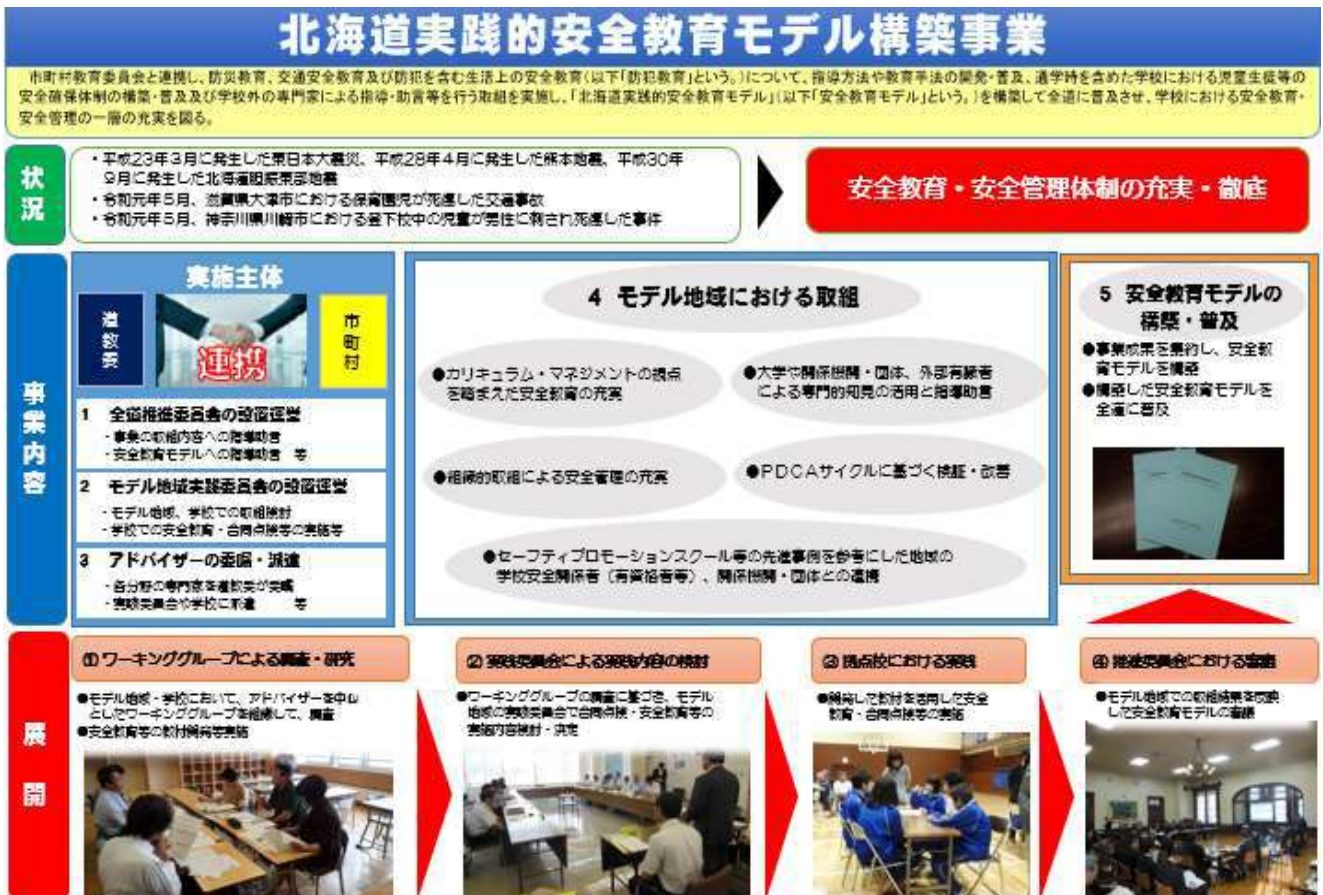 北海道実践的安全教育モデル構築事業
市町村教育委員会と連携し、防災教育、交通安全教育及び防犯を含む生活上の安全教育(以下「防犯教育」という。)について、指導方法や教育手法の開発・普及、通学時を含めた学校における児童生徒等の
安全確保体制の構築・普及及び学校外の専門家による指導・助言等を行う取組を実施し、「北海道実践的安全教育モデル」(以下「安全教育モデル」という。)を構築して全道に普及させ、学校における安全教育・
安全管理の一層の充実を図る。
状況
・平成23年3月に発生した東日本大震災、平成28年4月に発生した熊本地震、平成30年
9月に発生した北海道胆振東部地震
・令和元年5月、滋賀県大津市における保育園児が死傷した交通事故
・令和元年5月、神奈川県川崎市における登下校中の児童が男性に刺され死傷した事件
安全教育・安全管理体制の充実・徹底
事業内容
実施主体
道教委
連携
市町村
1 全道推進委員会の設置運営
・事業の取組内容への指導助言
・安全教育モデルへの指導助言 等
2 モデル地域実践委員会の設置運営
・モデル地域、学校での取組検討
・学校での安全教育・合同点検等の実施等
3 アドバイザーの委嘱・派遣
・各分野の専門家を道教委が委嘱
・実践委員会や学校に派遣 等
4 モデル地域における取組
●カリキュラム・マネジメントの視点
を踏まえた安全教育の充実
●大学や関係機関・団体、外部有識者
による専門的知見の活用と指導助言
●組織的取組による安全管理の充実
●PDCAサイクルに基づく検証・改善
●セーフティプロモーションスクール等の先進事例を参考にした地域の
学校安全関係者(有資格者等)、関係機関・団体との連携
5 安全教育モデルの
構築・普及
●事業成果を集約し、安全教
育モデルを構築
●構築した安全教育モデルを
全道に普及
展開
① ワーキンググループによる調査・研究
●モデル地域・学校において、アドバイザーを中心
としたワーキンググループを組織して、調査
●安全教育等の教材開発等実施
② 実践委員会による実践内容の検討
●ワーキンググループの調査に基づき、モデル
地域の実践委員会で合同点検・安全教育等の
実施内容検討・決定
③ 拠点校における実践
●開発した教材を活用した安全
教育・合同点検等の実施
④ 推進委員会における審議
●モデル地域での取組結果を反映
した安全教育モデルの審議